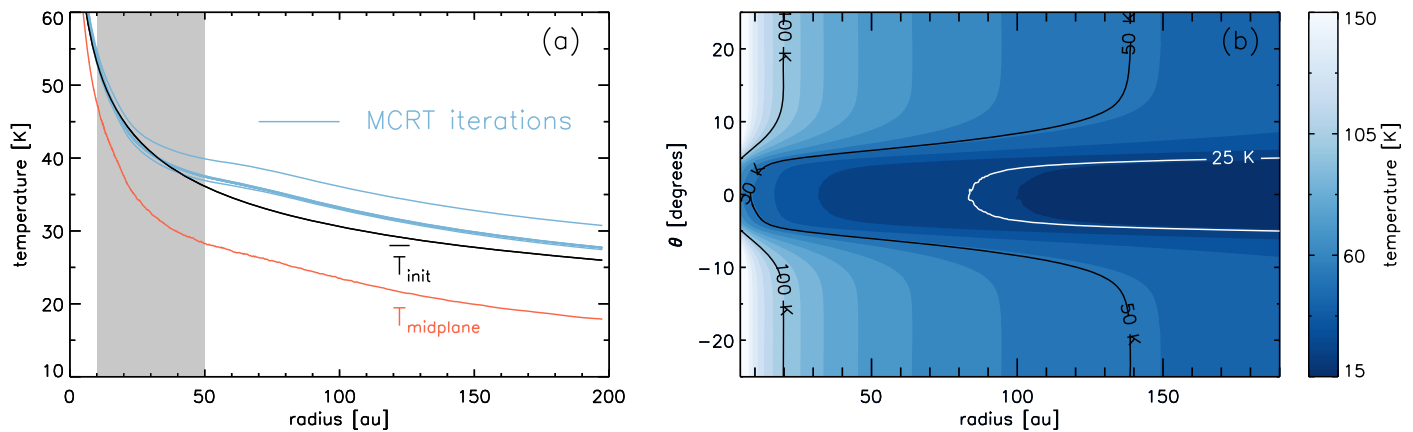 60
50
40
30
20
10
temperature [K]
(a)
MCRT iterations
T̅init
Tmidplane
0
50
100
150
200
radius [au]
20
10
0
−10
−20
θ [degrees]
(b)
100 K
50 K
50 K
25 K
100 K
50 K
50
100
150
radius [au]
150
105
60
15
temperature [K]